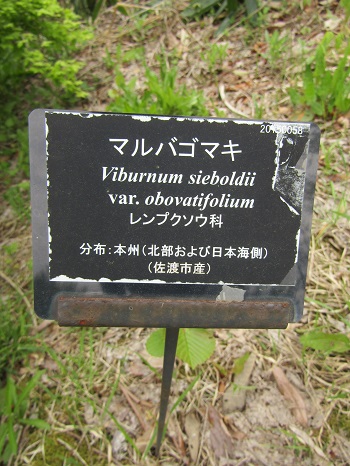 20150058
マルバゴマキ
Viburnum sieboldii
var. obovatifolium
レンプクソウ科
分布：本州（北部および日本海側）
（佐渡市産）